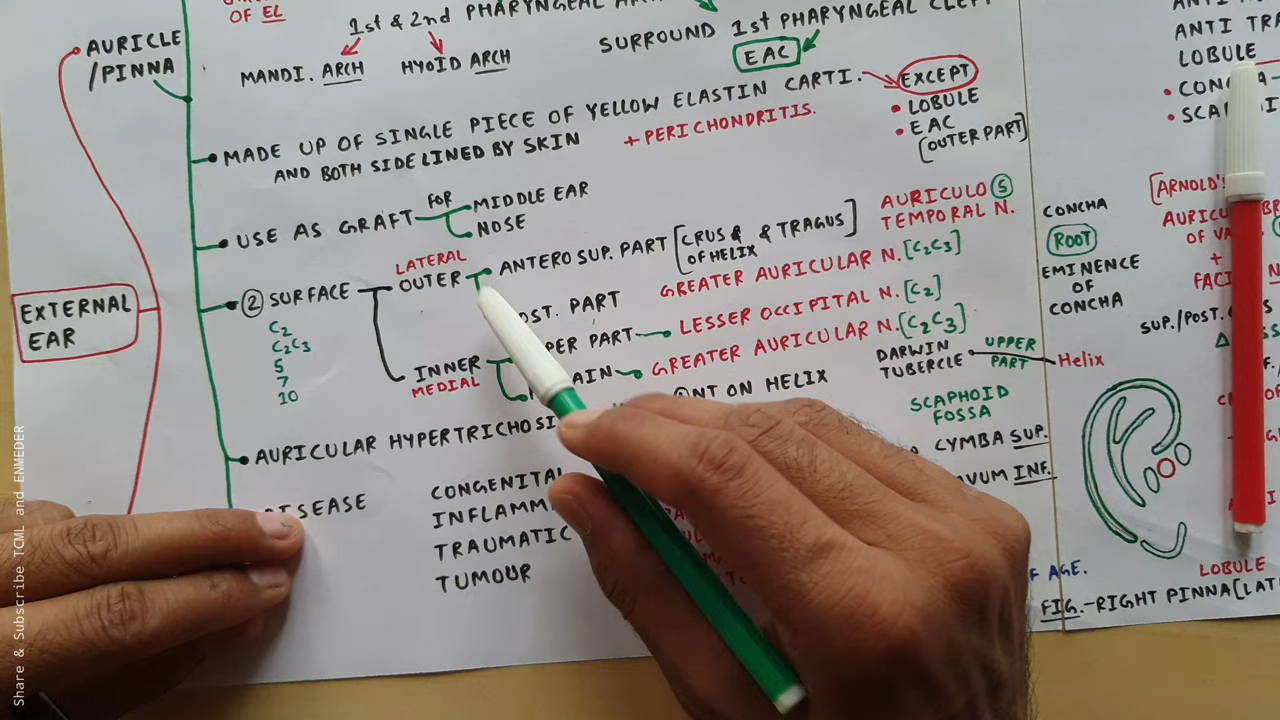 OF EL
1st & 2nd PHARYNGEAL
MANDI. ARCH
HYOID ARCH
SURROUND 1st PHARYNGEAL CLEFT
EAC
AURICLE
/PINNA
MADE UP OF SINGLE PIECE OF YELLOW ELASTIN CARTI.
AND BOTH SIDE LINED BY SKIN
+ PERICHONDRITIS.
EXCEPT
• LOBULE
• EAC
[OUTER PART]
USE AS GRAFT
FOR
MIDDLE EAR
NOSE
2 SURFACE
C2
C2C3
5
7
10
LATERAL
OUTER
ANTERO SUP. PART [CRUS & & TRAGUS]
OF HELIX
AURICULO 5
TEMPORAL N.
OST. PART
GREATER AURICULAR N. [C2C3]
INNER
MEDIAL
PER PART
LESSER OCCIPITAL N. [C2]
AIN
GREATER AURICULAR N. [C2C3]
EXTERNAL
EAR
AURICULAR HYPERTRICHOSI
NT ON HELIX
DISEASE
CONGENITAL
INFLAMM
TRAUMATIC
TUMOUR
DARWIN
TUBERCLE
UPPER
PART
Helix
SCAPHOID
FOSSA
CYMBA SUP.
AVUM INF.
F AGE.
ANTI TRA
LOBULE
• CON
• SCA
CONCHA
ROOT
EMINENCE
OF
CONCHA
[ARNOLD'S
AURICU
OF VA
+
FACI
SUP./POST.
LOBULE
FIG.-RIGHT PINNA [LAT
Share & Subscribe TCML and ENMEDER